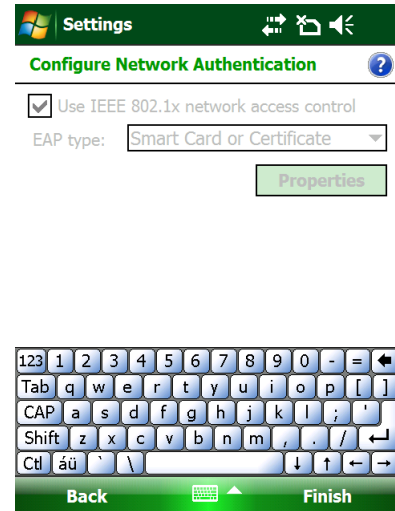 Settings
Configure Network Authentication ?
Use IEEE 802.1x network access control
EAP type: Smart Card or Certificate
Properties
123 1 2 3 4 5 6 7 8 9 0 - =
Tab q w e r t y u i o p [ ]
CAP a s d f g h j k l ; '
Shift z x c v b n m , . /
Ctl áü ` \
Back Finish